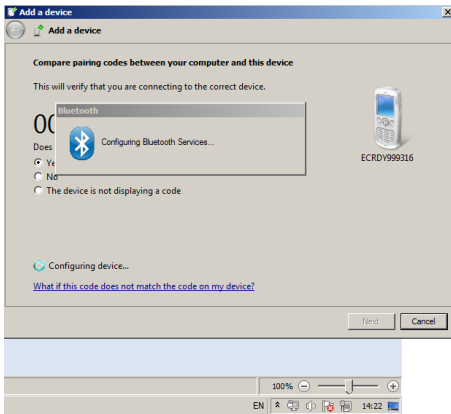 Add a device
Add a device
Compare pairing codes between your computer and this device
This will verify that you are connecting to the correct device.
Bluetooth
Configuring Bluetooth Services...
Does
Ye
No
The device is not displaying a code
ECRDY999316
Configuring device...
What if this code does not match the code on my device?
Next Cancel
100%
EN 14:22